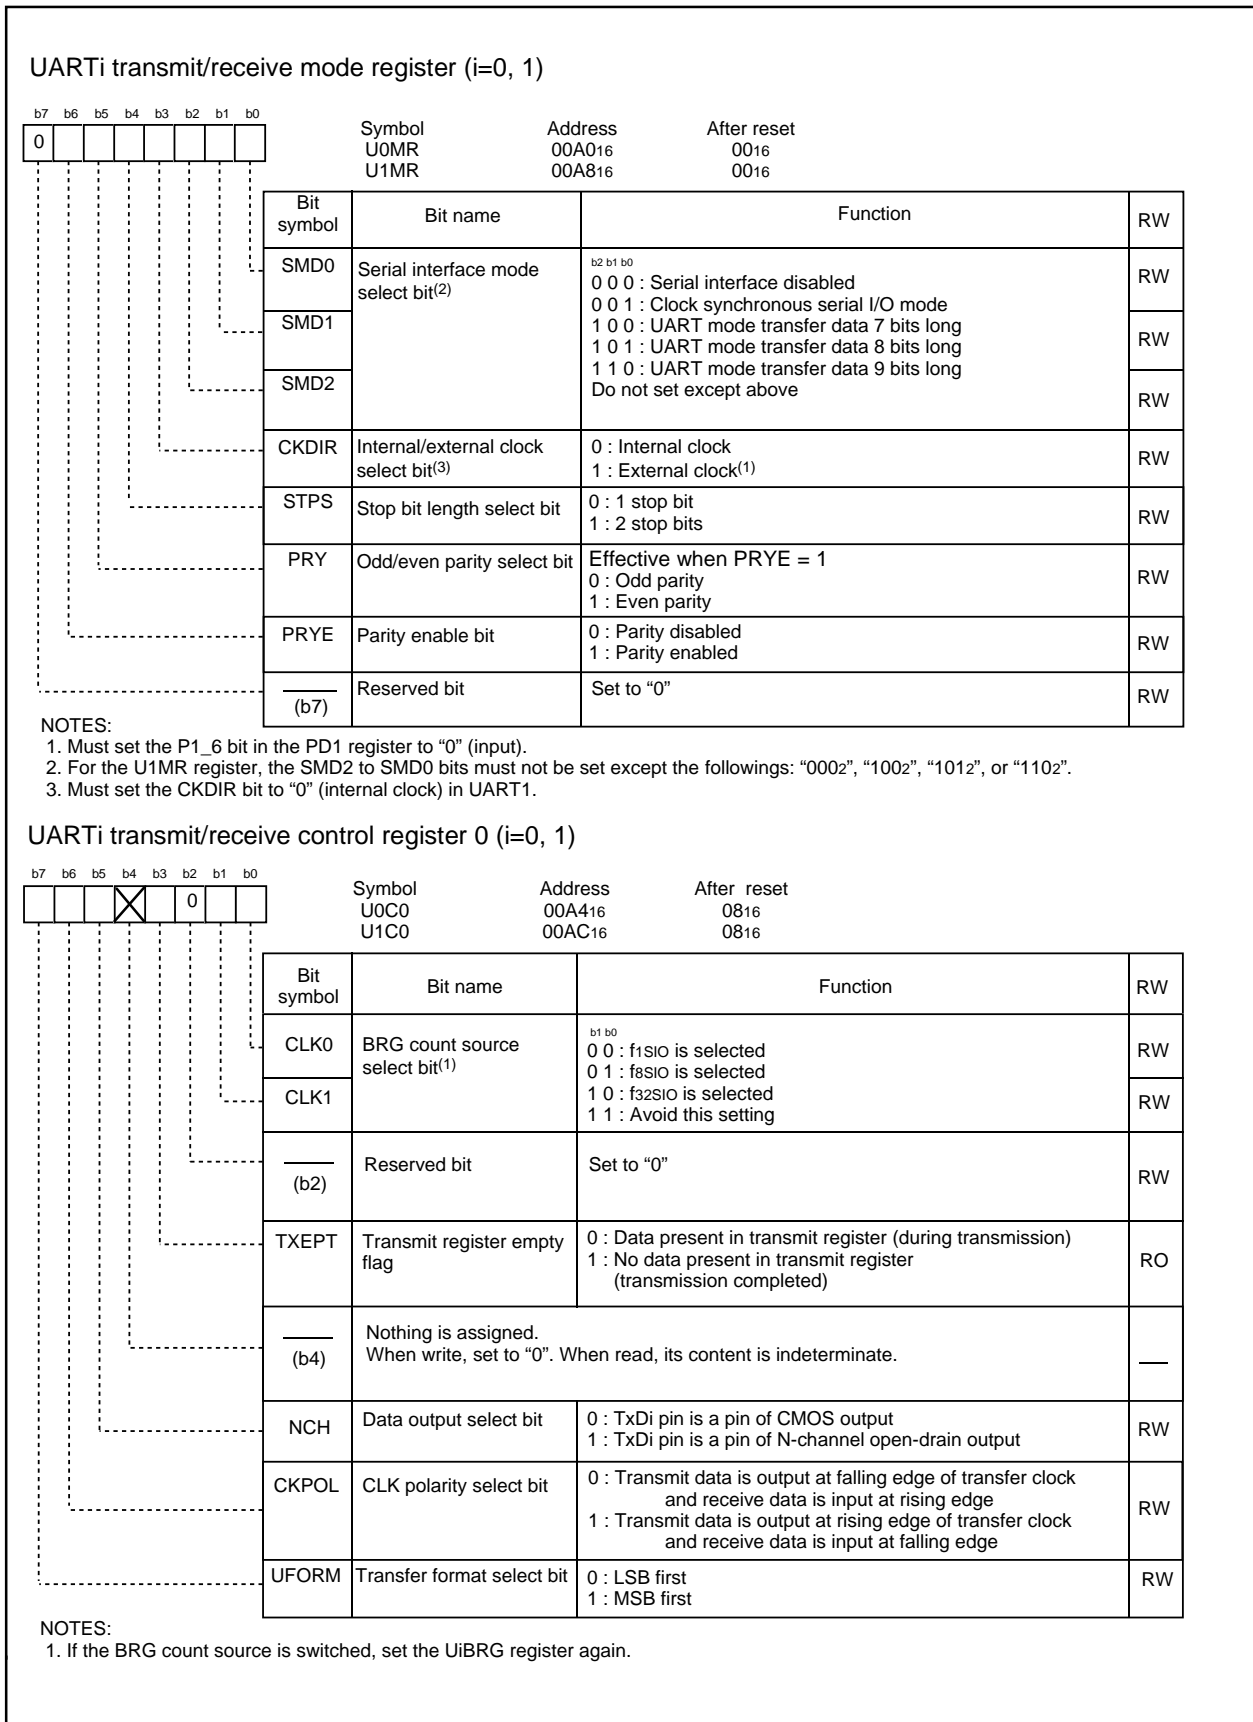 UARTi transmit/receive mode register (i=0, 1)
b7 b6 b5 b4 b3 b2 b1 b0
0
Symbol Address After reset
U0MR 00A016 0016
U1MR 00A816 0016
Bit symbol Bit name Function RW
SMD0 Serial interface mode select bit(2) b2 b1 b0 RW
0 0 0 : Serial interface disabled
0 0 1 : Clock synchronous serial I/O mode
SMD1 1 0 0 : UART mode transfer data 7 bits long RW
1 0 1 : UART mode transfer data 8 bits long
1 1 0 : UART mode transfer data 9 bits long
SMD2 Do not set except above RW
CKDIR Internal/external clock 0 : Internal clock
select bit(3) 1 : External clock(1) RW
STPS Stop bit length select bit 0 : 1 stop bit
1 : 2 stop bits RW
PRY Odd/even parity select bit Effective when PRYE = 1
0 : Odd parity RW
1 : Even parity
PRYE Parity enable bit 0 : Parity disabled
1 : Parity enabled RW
(b7) Reserved bit Set to “0” RW
NOTES:
1. Must set the P1_6 bit in the PD1 register to “0” (input).
2. For the U1MR register, the SMD2 to SMD0 bits must not be set except the followings: “0002”, “1002”, “1012”, or “1102”.
3. Must set the CKDIR bit to “0” (internal clock) in UART1.
UARTi transmit/receive control register 0 (i=0, 1)
b7 b6 b5 b4 b3 b2 b1 b0
0
Symbol Address After reset
U0C0 00A416 0816
U1C0 00AC16 0816
Bit symbol Bit name Function RW
CLK0 BRG count source select bit(1) b1 b0 RW
0 0 : f1SIO is selected
0 1 : f8SIO is selected
CLK1 1 0 : f32SIO is selected RW
1 1 : Avoid this setting
(b2) Reserved bit Set to “0” RW
TXEPT Transmit register empty 0 : Data present in transmit register (during transmission)
flag 1 : No data present in transmit register RO
(transmission completed)
(b4) Nothing is assigned.
When write, set to “0”. When read, its content is indeterminate.
NCH Data output select bit 0 : TxDi pin is a pin of CMOS output
1 : TxDi pin is a pin of N-channel open-drain output RW
CKPOL CLK polarity select bit 0 : Transmit data is output at falling edge of transfer clock
and receive data is input at rising edge RW
1 : Transmit data is output at rising edge of transfer clock
and receive data is input at falling edge
UFORM Transfer format select bit 0 : LSB first RW
1 : MSB first
NOTES:
1. If the BRG count source is switched, set the UiBRG register again.